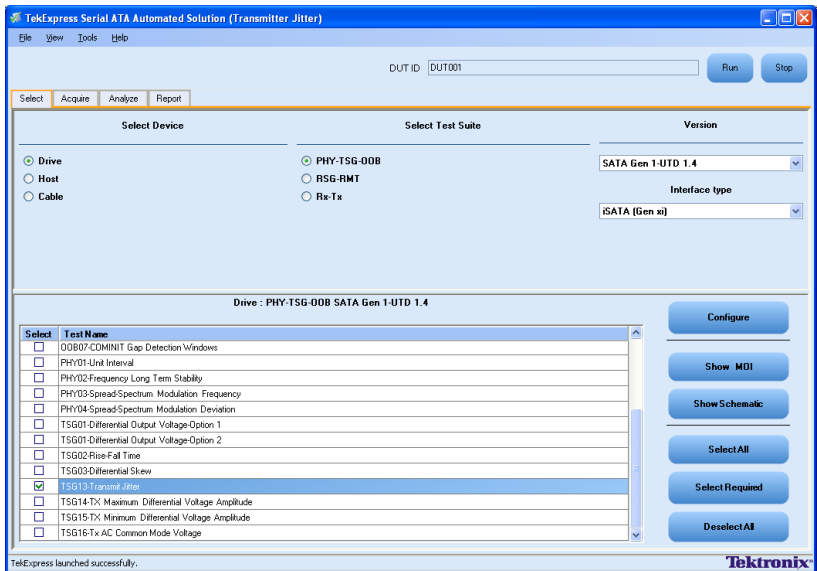 TekExpress Serial ATA Automated Solution (Transmitter Jitter)
File View Tools Help
DUT ID DUT001 Run Stop
Select Acquire Analyze Report
Select Device Select Test Suite Version
Drive PHY-TSG-OOB SATA Gen 1-UTD 1.4
Host RSG-RMT Interface type
Cable Rx-Tx iSATA (Gen xi)
Drive : PHY-TSG-OOB SATA Gen 1-UTD 1.4
Configure
Select Test Name
OOB07-COMINIT Gap Detection Windows
PHY01-Unit Interval
Show MOI
PHY02-Frequency Long Term Stability
PHY03-Spread-Spectrum Modulation Frequency
Show Schematic
PHY04-Spread-Spectrum Modulation Deviation
TSG01-Differential Output Voltage-Option 1
TSG01-Differential Output Voltage-Option 2
Select All
TSG02-Rise-Fall Time
TSG03-Differential Skew
TSG13-Transmit Jitter
Select Required
TSG14-TX Maximum Differential Voltage Amplitude
TSG15-TX Minimum Differential Voltage Amplitude
Deselect All
TSG16-Tx AC Common Mode Voltage
TekExpress launched successfully.
Tektronix